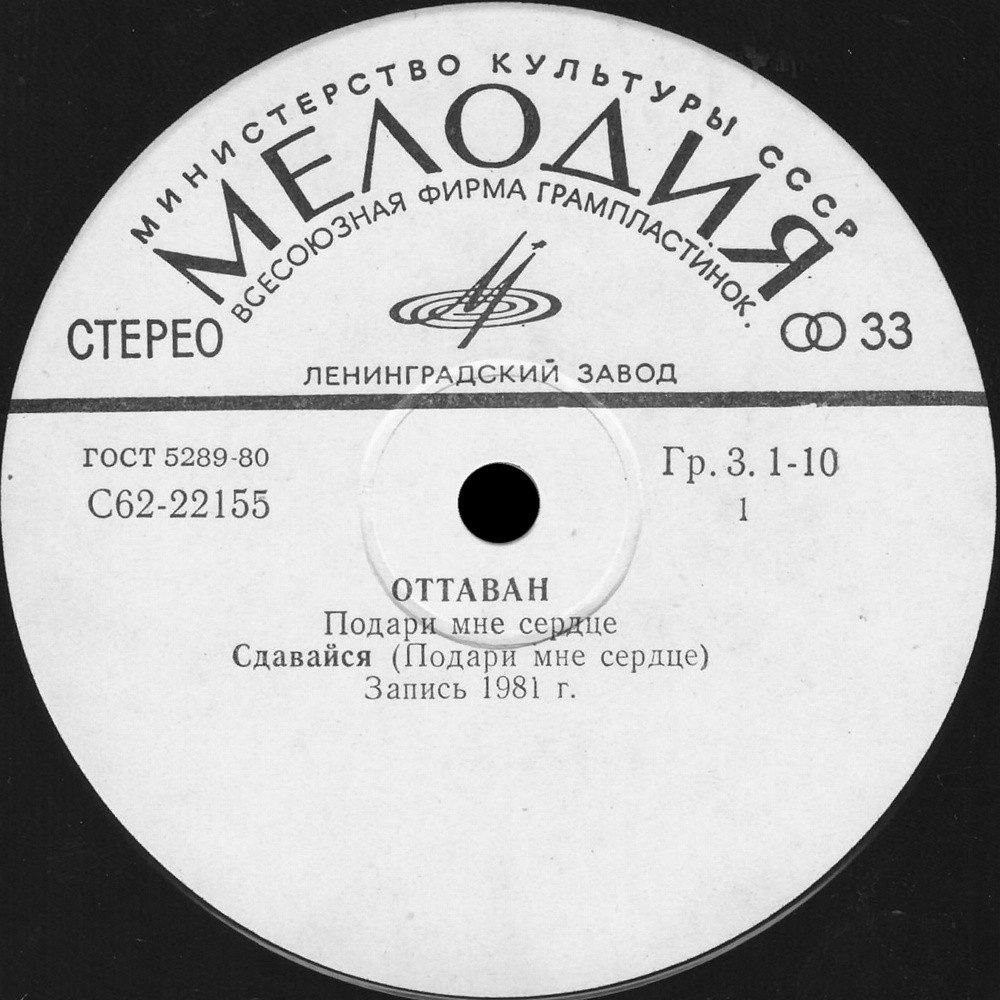 МИНИСТЕРСТВО КУЛЬТУРЫ СССР
МЕЛОДИЯ
ВСЕСОЮЗНАЯ ФИРМА ГРАМПЛАСТИНОК.
СТЕРЕО
33
ЛЕНИНГРАДСКИЙ ЗАВОД
ГОСТ 5289-80
Гр. 3. 1-10
С62-22155
1
ОТТАВАН
Подари мне сердце
Сдавайся (Подари мне сердце)
Запись 1981 г.